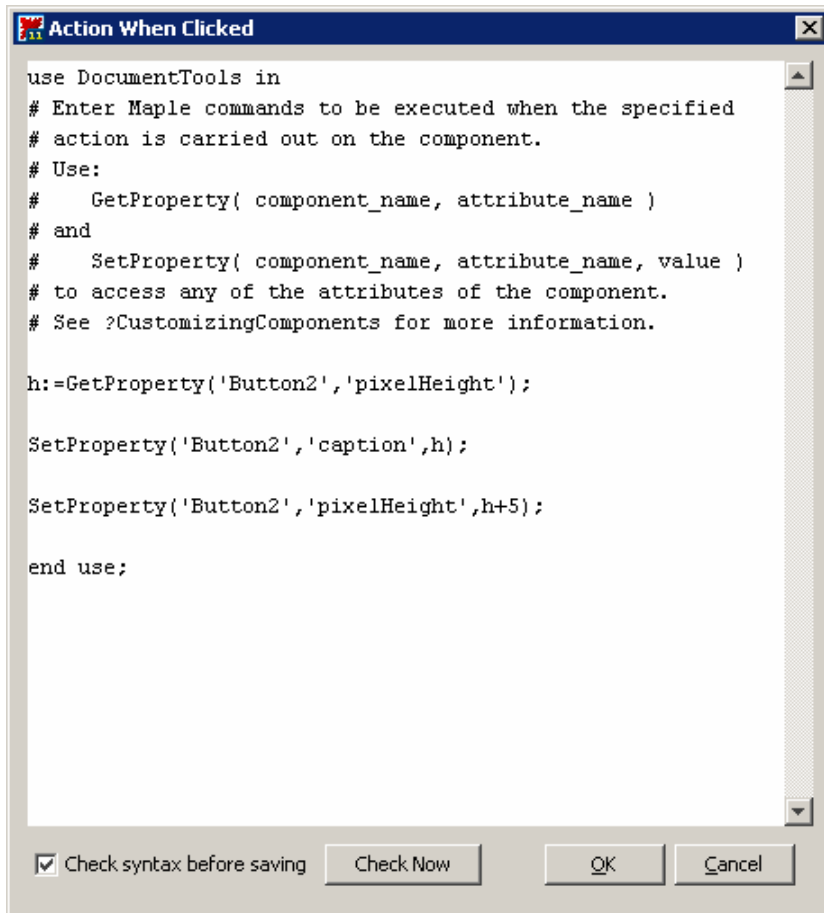 11
Action When Clicked
use DocumentTools in
# Enter Maple commands to be executed when the specified
# action is carried out on the component.
# Use:
#    GetProperty( component_name, attribute_name )
# and
#    SetProperty( component_name, attribute_name, value )
# to access any of the attributes of the component.
# See ?CustomizingComponents for more information.
h:=GetProperty('Button2','pixelHeight');
SetProperty('Button2','caption',h);
SetProperty('Button2','pixelHeight',h+5);
end use;
Check syntax before saving
Check Now
OK
Cancel